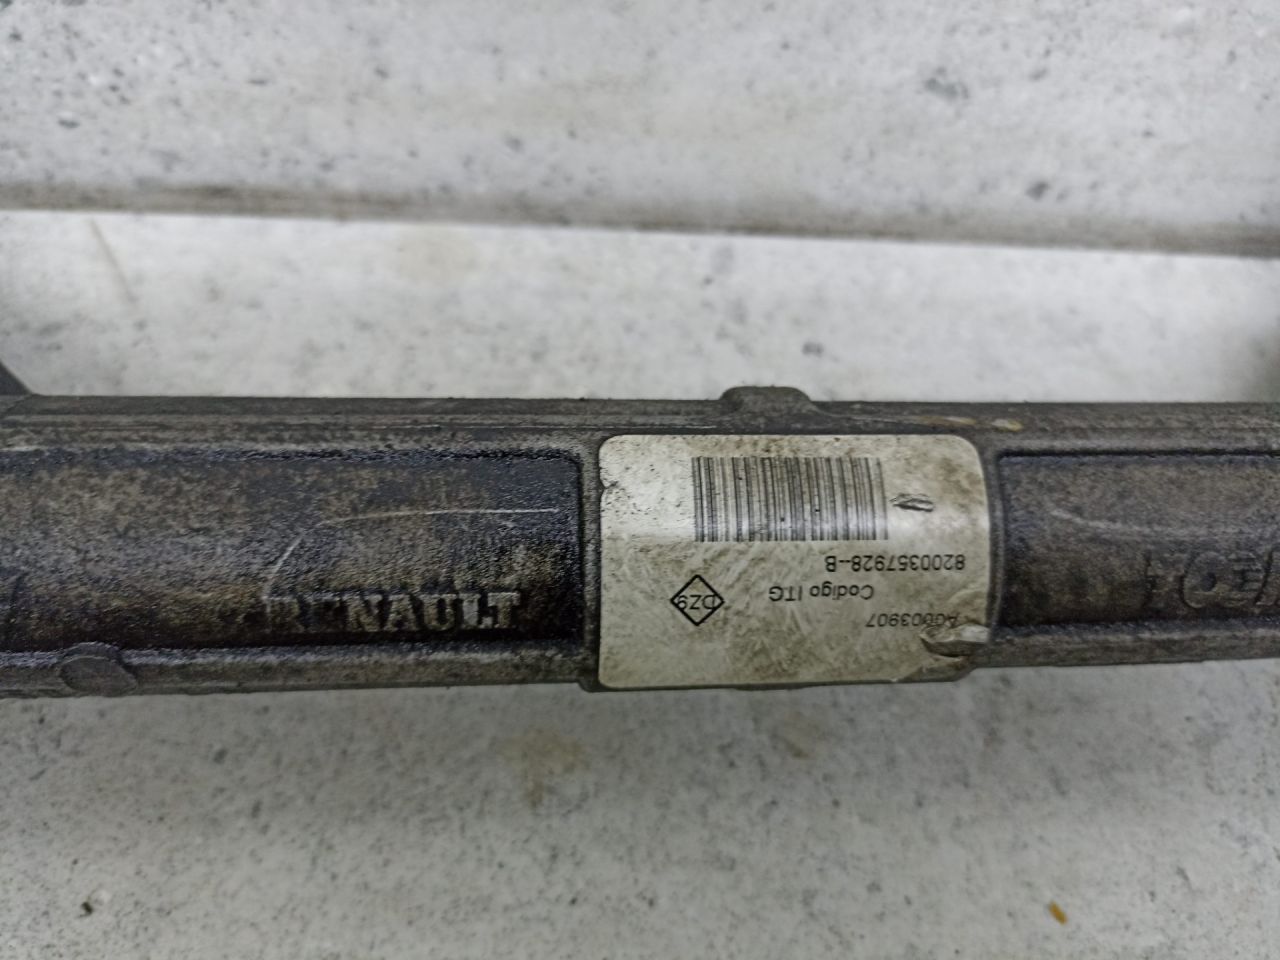 RENAULT
A0003907
Codigo ITG
8200357928--B
DZ9